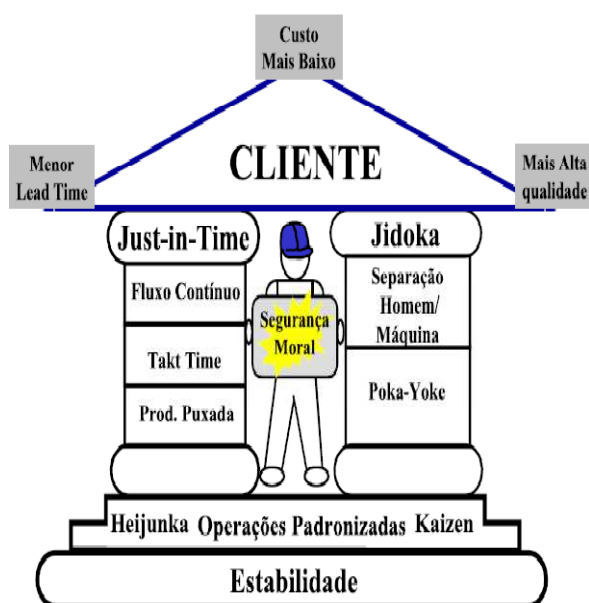 Custo
Mais Baixo
Menor
Lead Time
CLIENTE
Mais Alta
qualidade
Just-in-Time
Jidoka
Fluxo Contínuo
Takt Time
Prod. Puxada
Segurança
Moral
Separação
Homem/
Máquina
Poka-Yoke
Heijunka Operações Padronizadas Kaizen
Estabilidade